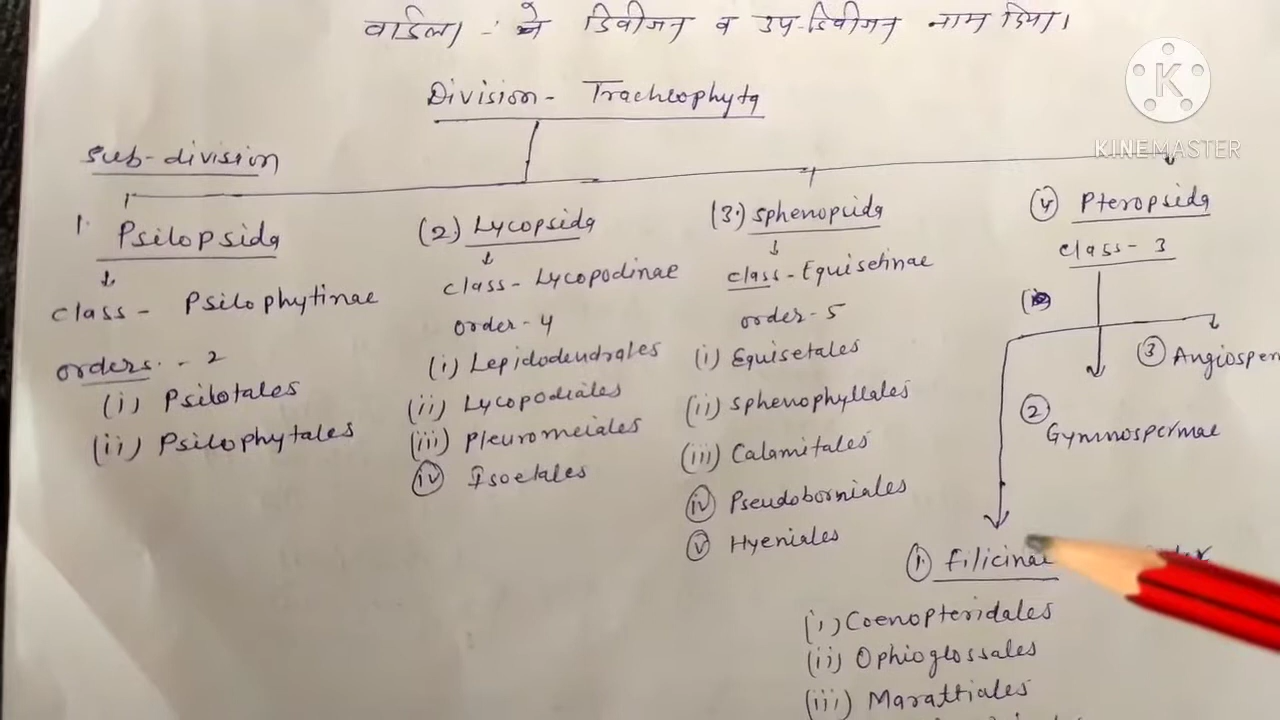 वार्डला :- ने डिवीजन व उप-डिवीजन नाम दिया।
Division - Tracheophyta
Sub-division
1. Psilopsida
class - Psilophytinae
orders. - 2
(i) Psilotales
(ii) Psilophytales
(2.) Lycopsida
class - Lycopodinae
order - 4
(i) Lepidodendrales
(ii) Lycopodiales
(iii) Pleuromeiales
(iv) Isoetales
(3.) Sphenopsida
class - Equisetinae
order - 5
(i) Equisetales
(ii) Sphenophyllales
(iii) Calamitales
(iv) Pseudoborniales
(v) Hyeniales
(4) Pteropsida
class - 3
(3) Angiosper
(2) Gymnospermae
(1.) Filicinae
(i) Coenopteridales
(ii) Ophioglossales
(iii) Marattiales
KINEMASTER